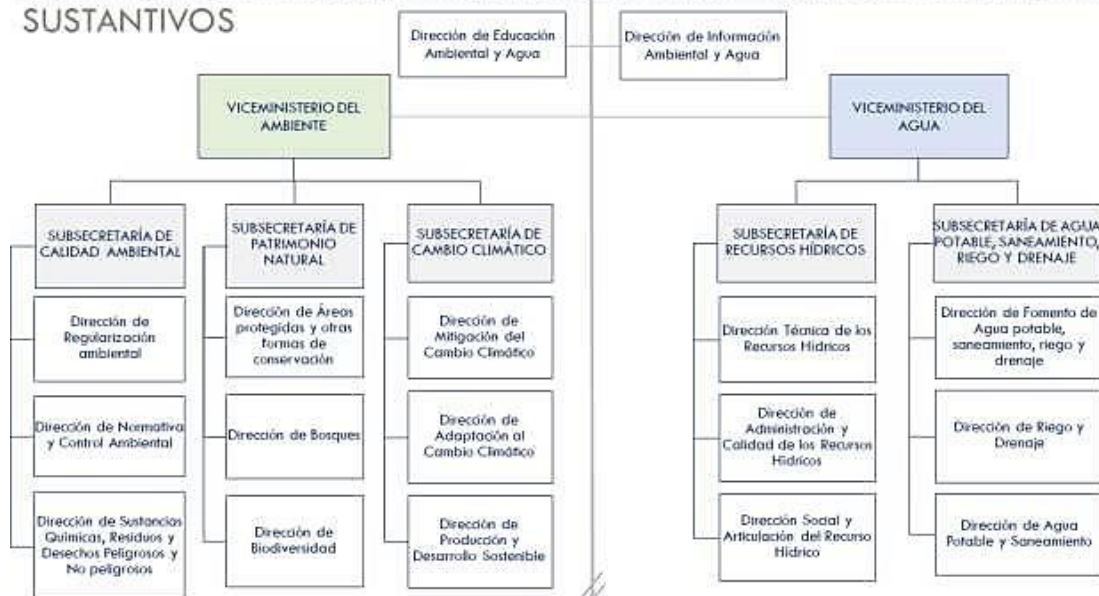 SUSTANTIVOS
Dirección de Educación
Ambiental y Agua
Dirección de Información
Ambiental y Agua
VICEMINISTERIO DEL
AMBIENTE
VICEMINISTERIO DEL
AGUA
SUBSECRETARÍA DE
CALIDAD AMBIENTAL
Dirección de
Regularización
ambiental
Dirección de Normativa
y Control Ambiental
Dirección de Sustancias
Químicas, Residuos y
Desechos Peligrosos y
No peligrosos
SUBSECRETARÍA DE
PATRIMONIO
NATURAL
Dirección de Áreas
protegidas y otras
formas de
conservación
Dirección de Bosques
Dirección de
Biodiversidad
SUBSECRETARÍA DE
CAMBIO CLIMÁTICO
Dirección de
Mitigación del
Cambio Climático
Dirección de
Adaptación al
Cambio Climático
Dirección de
Producción y
Desarrollo Sostenible
SUBSECRETARÍA DE
RECURSOS HÍDRICOS
Dirección Técnica de los
Recursos Hídricos
Dirección de
Administración y
Calidad de los Recursos
Hídricos
Dirección Social y
Articulación del Recurso
Hídrico
SUBSECRETARÍA DE AGUA
POTABLE, SANEAMIENTO,
RIEGO Y DRENAJE
Dirección de Fomento de
Agua potable,
saneamiento, riego y
drenaje
Dirección de Riego y
Drenaje
Dirección de Agua
Potable y Saneamiento